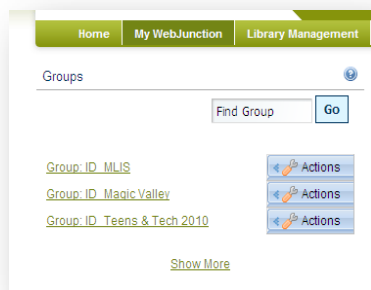 Home My WebJunction Library Management
Groups
Find Group Go
Group: ID_MLIS Actions
Group: ID_Magic Valley Actions
Group: ID_Teens & Tech 2010 Actions
Show More